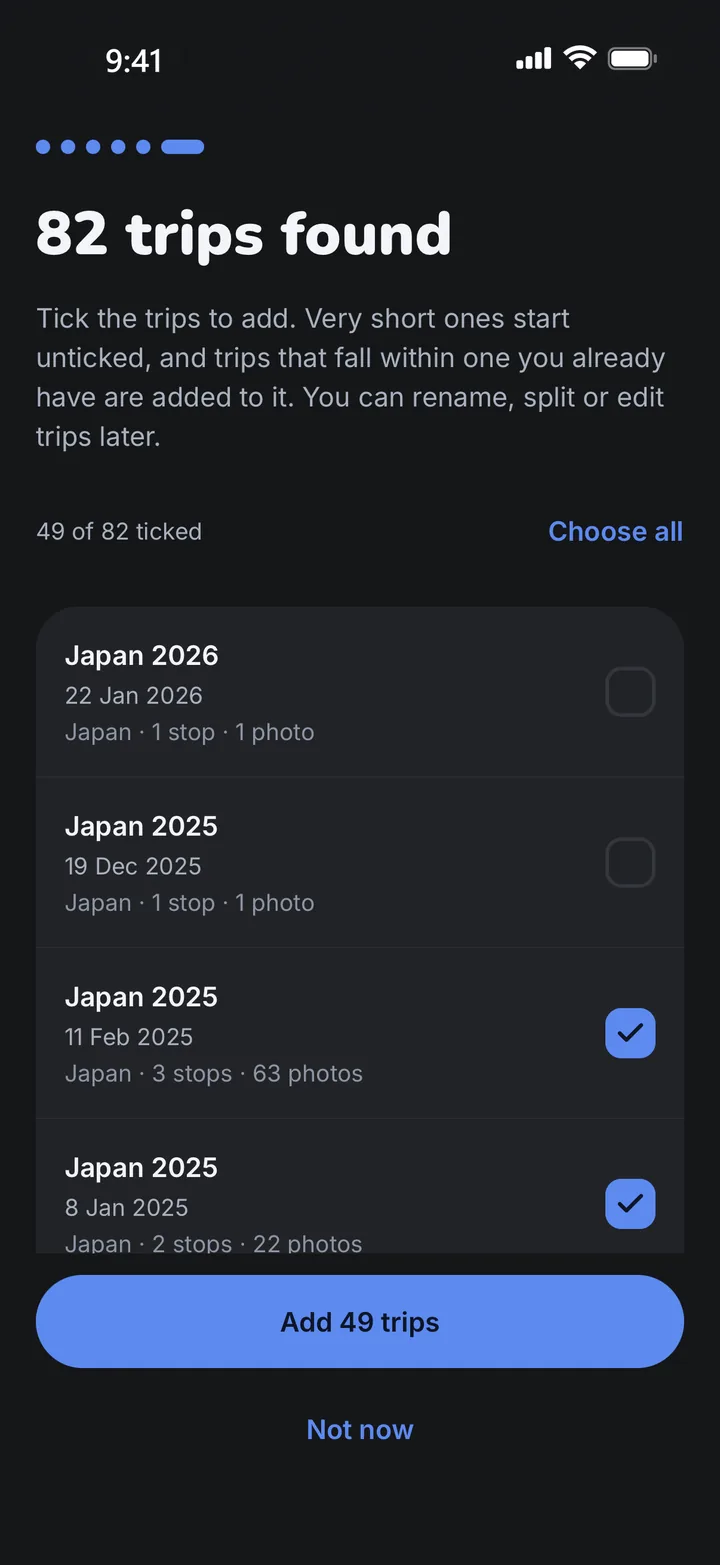 9:41
82 trips found
Tick the trips to add. Very short ones start
unticked, and trips that fall within one you already
have are added to it. You can rename, split or edit
trips later.
49 of 82 ticked
Choose all
Japan 2026
22 Jan 2026
Japan · 1 stop · 1 photo
Japan 2025
19 Dec 2025
Japan · 1 stop · 1 photo
Japan 2025
11 Feb 2025
Japan · 3 stops · 63 photos
Japan 2025
8 Jan 2025
Japan · 2 stops · 22 photos
Add 49 trips
Not now